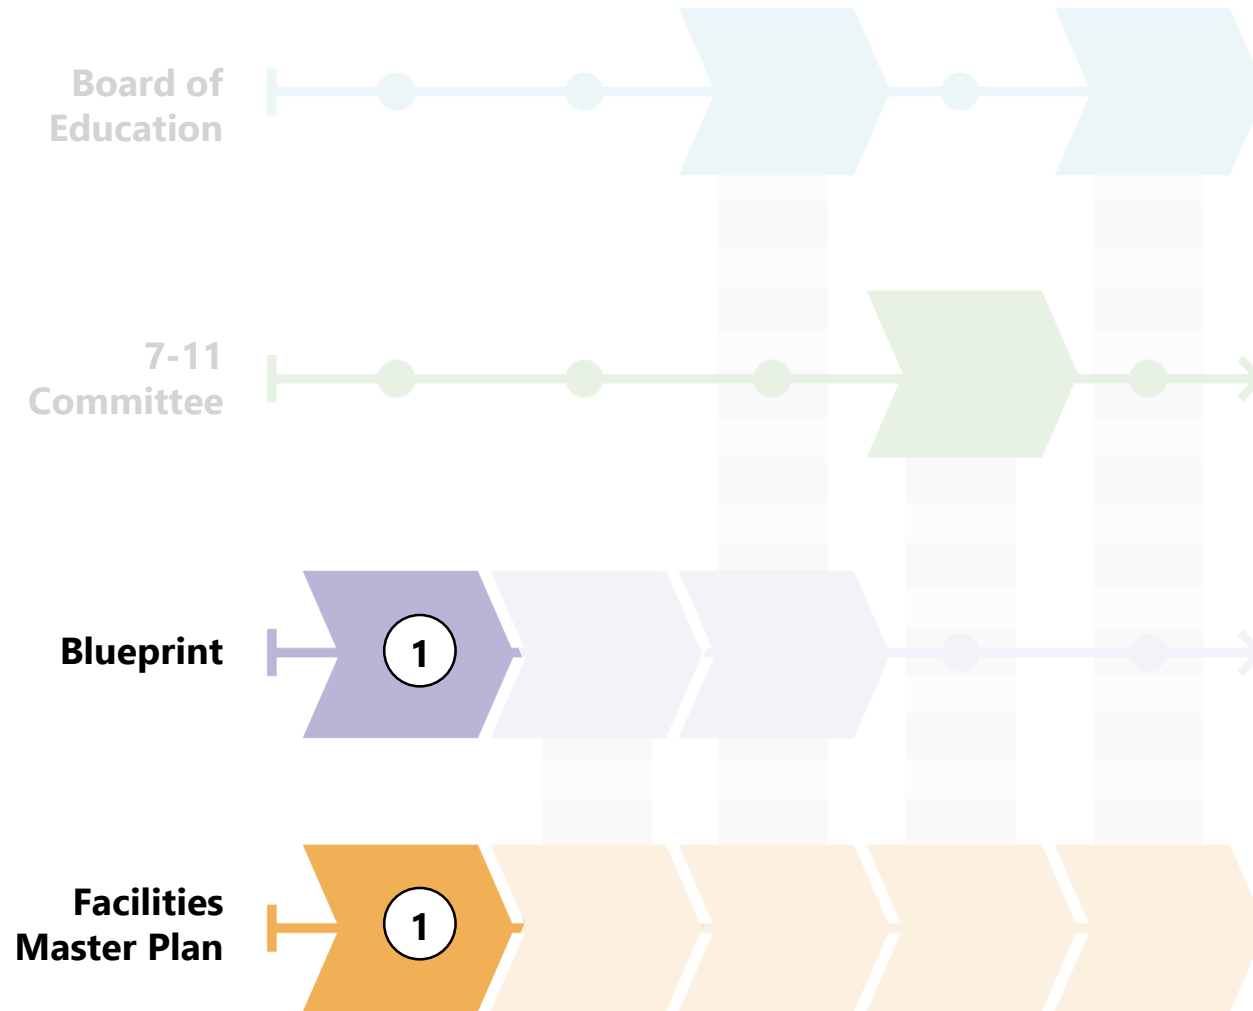 Board of
Education
7-11
Committee
Blueprint
1
Facilities
Master Plan
1